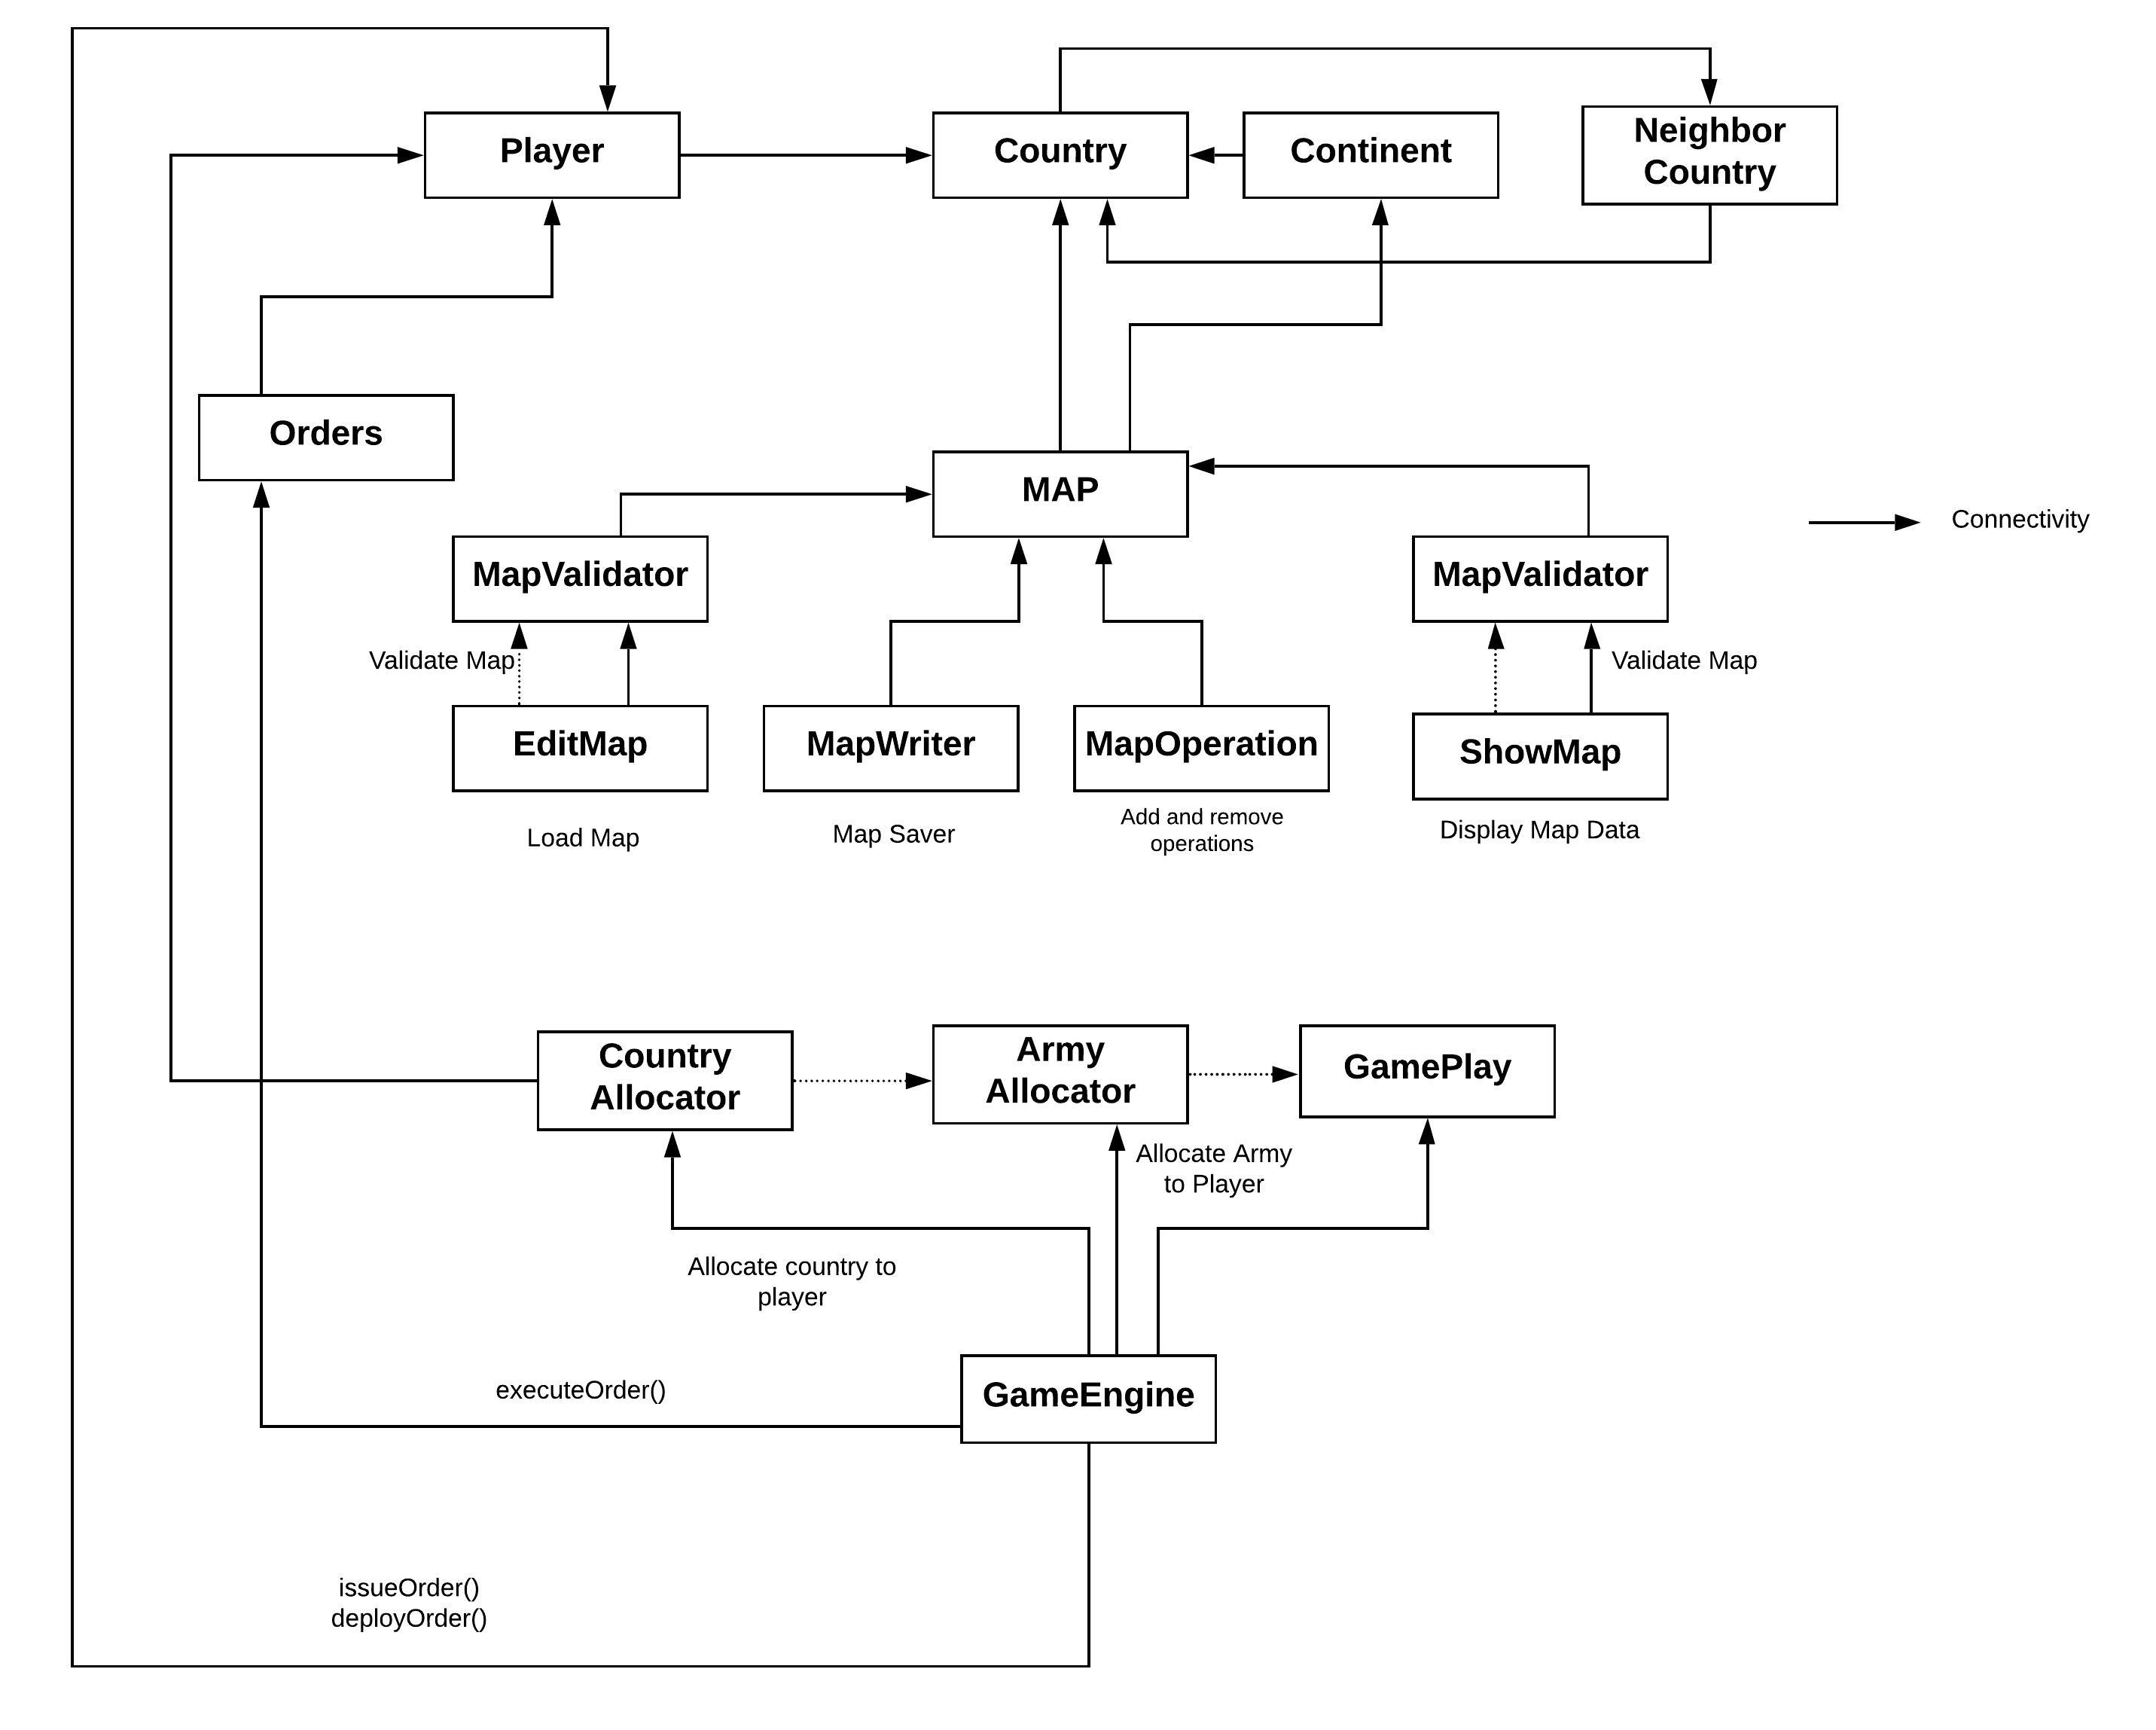 Player
Country
Continent
Neighbor
Country
Orders
MAP
Connectivity
MapValidator
MapValidator
Validate Map
Validate Map
EditMap
MapWriter
MapOperation
ShowMap
Load Map
Map Saver
Add and remove
operations
Display Map Data
Country
Allocator
Army
Allocator
GamePlay
Allocate Army
to Player
Allocate country to
player
executeOrder()
GameEngine
issueOrder()
deployOrder()